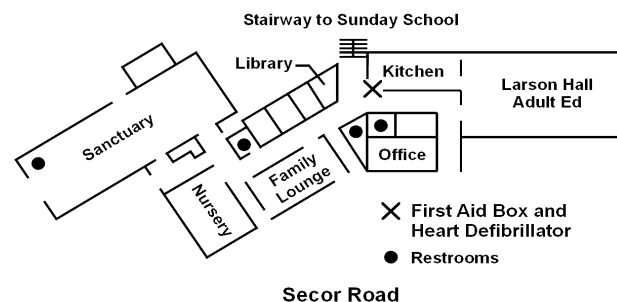 Stairway to Sunday School
Library
Kitchen
Larson Hall
Adult Ed
Sanctuary
Office
Family
Lounge
Nursery
First Aid Box and
Heart Defibrillator
Restrooms
Secor Road